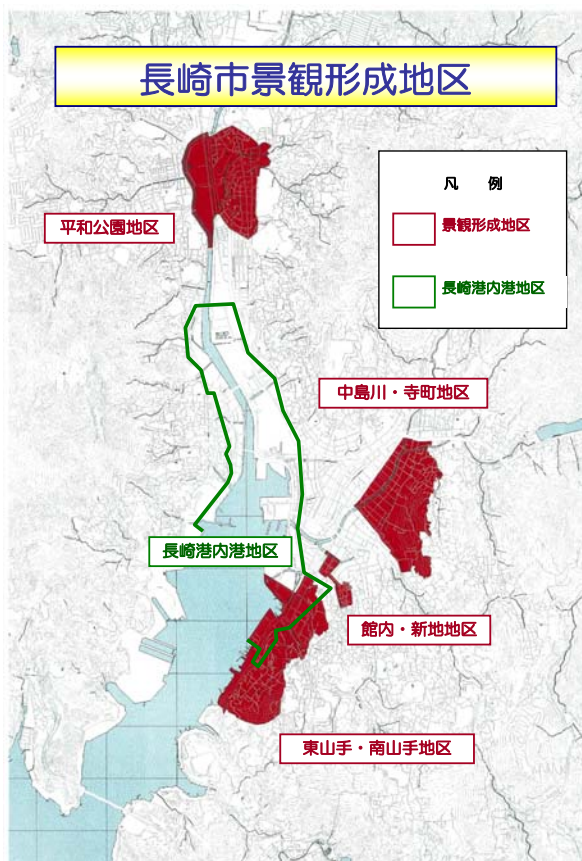 長崎市景観形成地区
凡 例
景観形成地区
長崎港内港地区
平和公園地区
中島川・寺町地区
長崎港内港地区
館内・新地地区
東山手・南山手地区